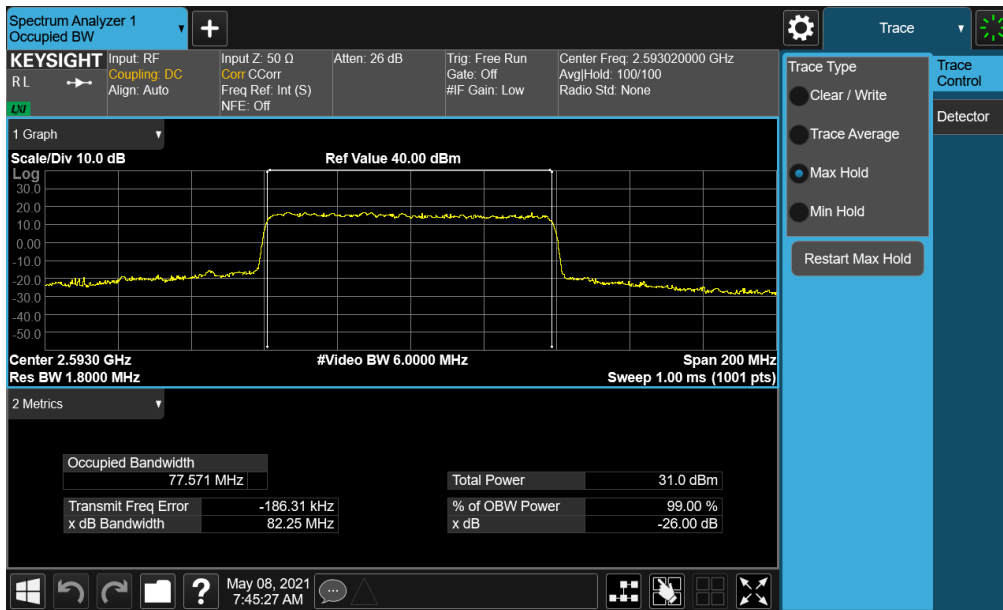 Spectrum Analyzer 1
Occupied BW
+
Trace
KEYSIGHT
R L
LXI
Input: RF
Coupling: DC
Align: Auto
Input Z: 50 Ω
Corr CCorr
Freq Ref: Int (S)
NFE: Off
Atten: 26 dB
Trig: Free Run
Gate: Off
#IF Gain: Low
Center Freq: 2.593020000 GHz
Avg|Hold: 100/100
Radio Std: None
Trace Type
Clear / Write
Trace Average
Max Hold
Min Hold
Restart Max Hold
Trace
Control
Detector
1 Graph
Scale/Div 10.0 dB
Ref Value 40.00 dBm
Log
30.0
20.0
10.0
0.00
-10.0
-20.0
-30.0
-40.0
-50.0
Center 2.5930 GHz
#Video BW 6.0000 MHz
Span 200 MHz
Res BW 1.8000 MHz
Sweep 1.00 ms (1001 pts)
2 Metrics
Occupied Bandwidth
77.571 MHz
Total Power 31.0 dBm
Transmit Freq Error -186.31 kHz
% of OBW Power 99.00 %
x dB Bandwidth 82.25 MHz
x dB -26.00 dB
?
May 08, 2021
7:45:27 AM